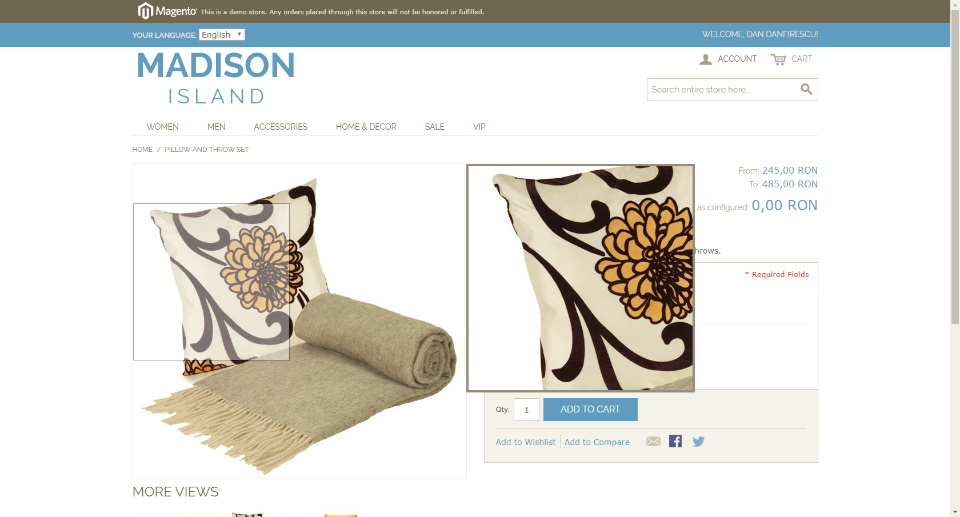 Magento
This is a demo store. Any orders placed through this store will not be honored or fulfilled.
YOUR LANGUAGE: English
WELCOME, DAN DANFIRESCU!
MADISON
ISLAND
ACCOUNT CART
Search entire store here...
WOMEN MEN ACCESSORIES HOME & DECOR SALE VIP
HOME / PILLOW AND THROW SET
From: 245,00 RON
To: 485,00 RON
as configured 0,00 RON
hrows.
* Required Fields
Qty: 1 ADD TO CART
Add to Wishlist Add to Compare
MORE VIEWS